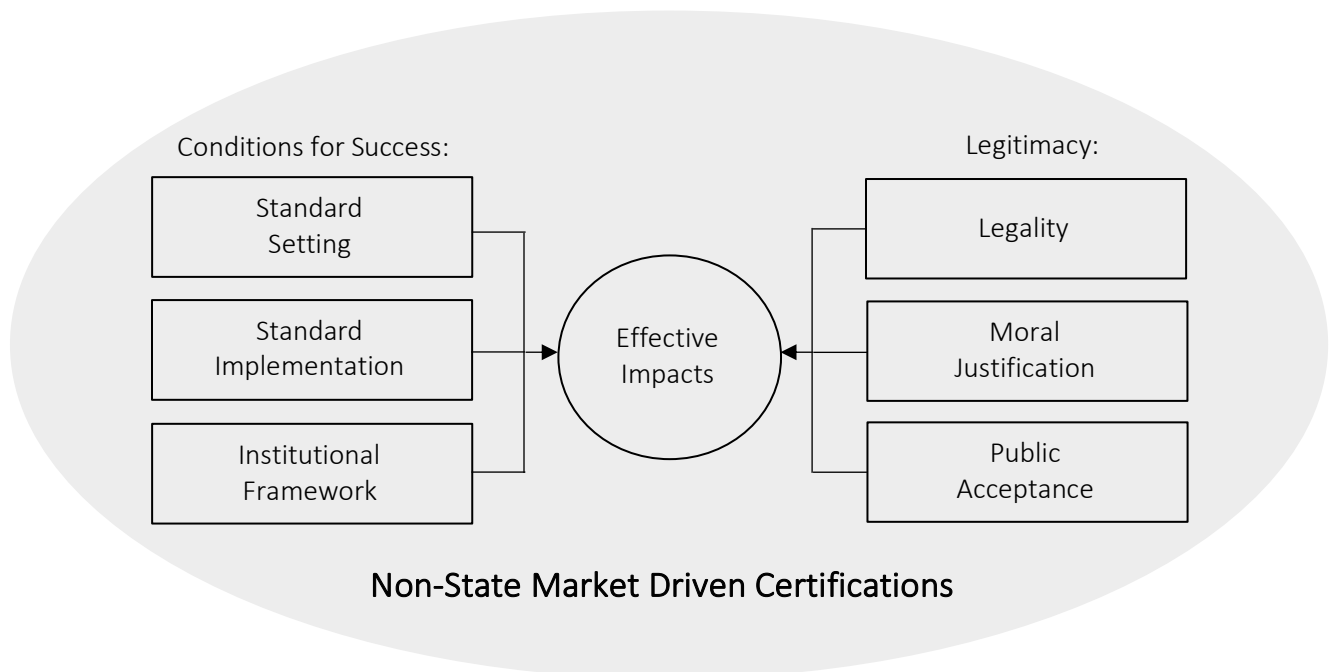 Conditions for Success:
Standard
Setting
Standard
Implementation
Institutional
Framework
Effective
Impacts
Legitimacy:
Legality
Moral
Justification
Public
Acceptance
Non-State Market Driven Certifications